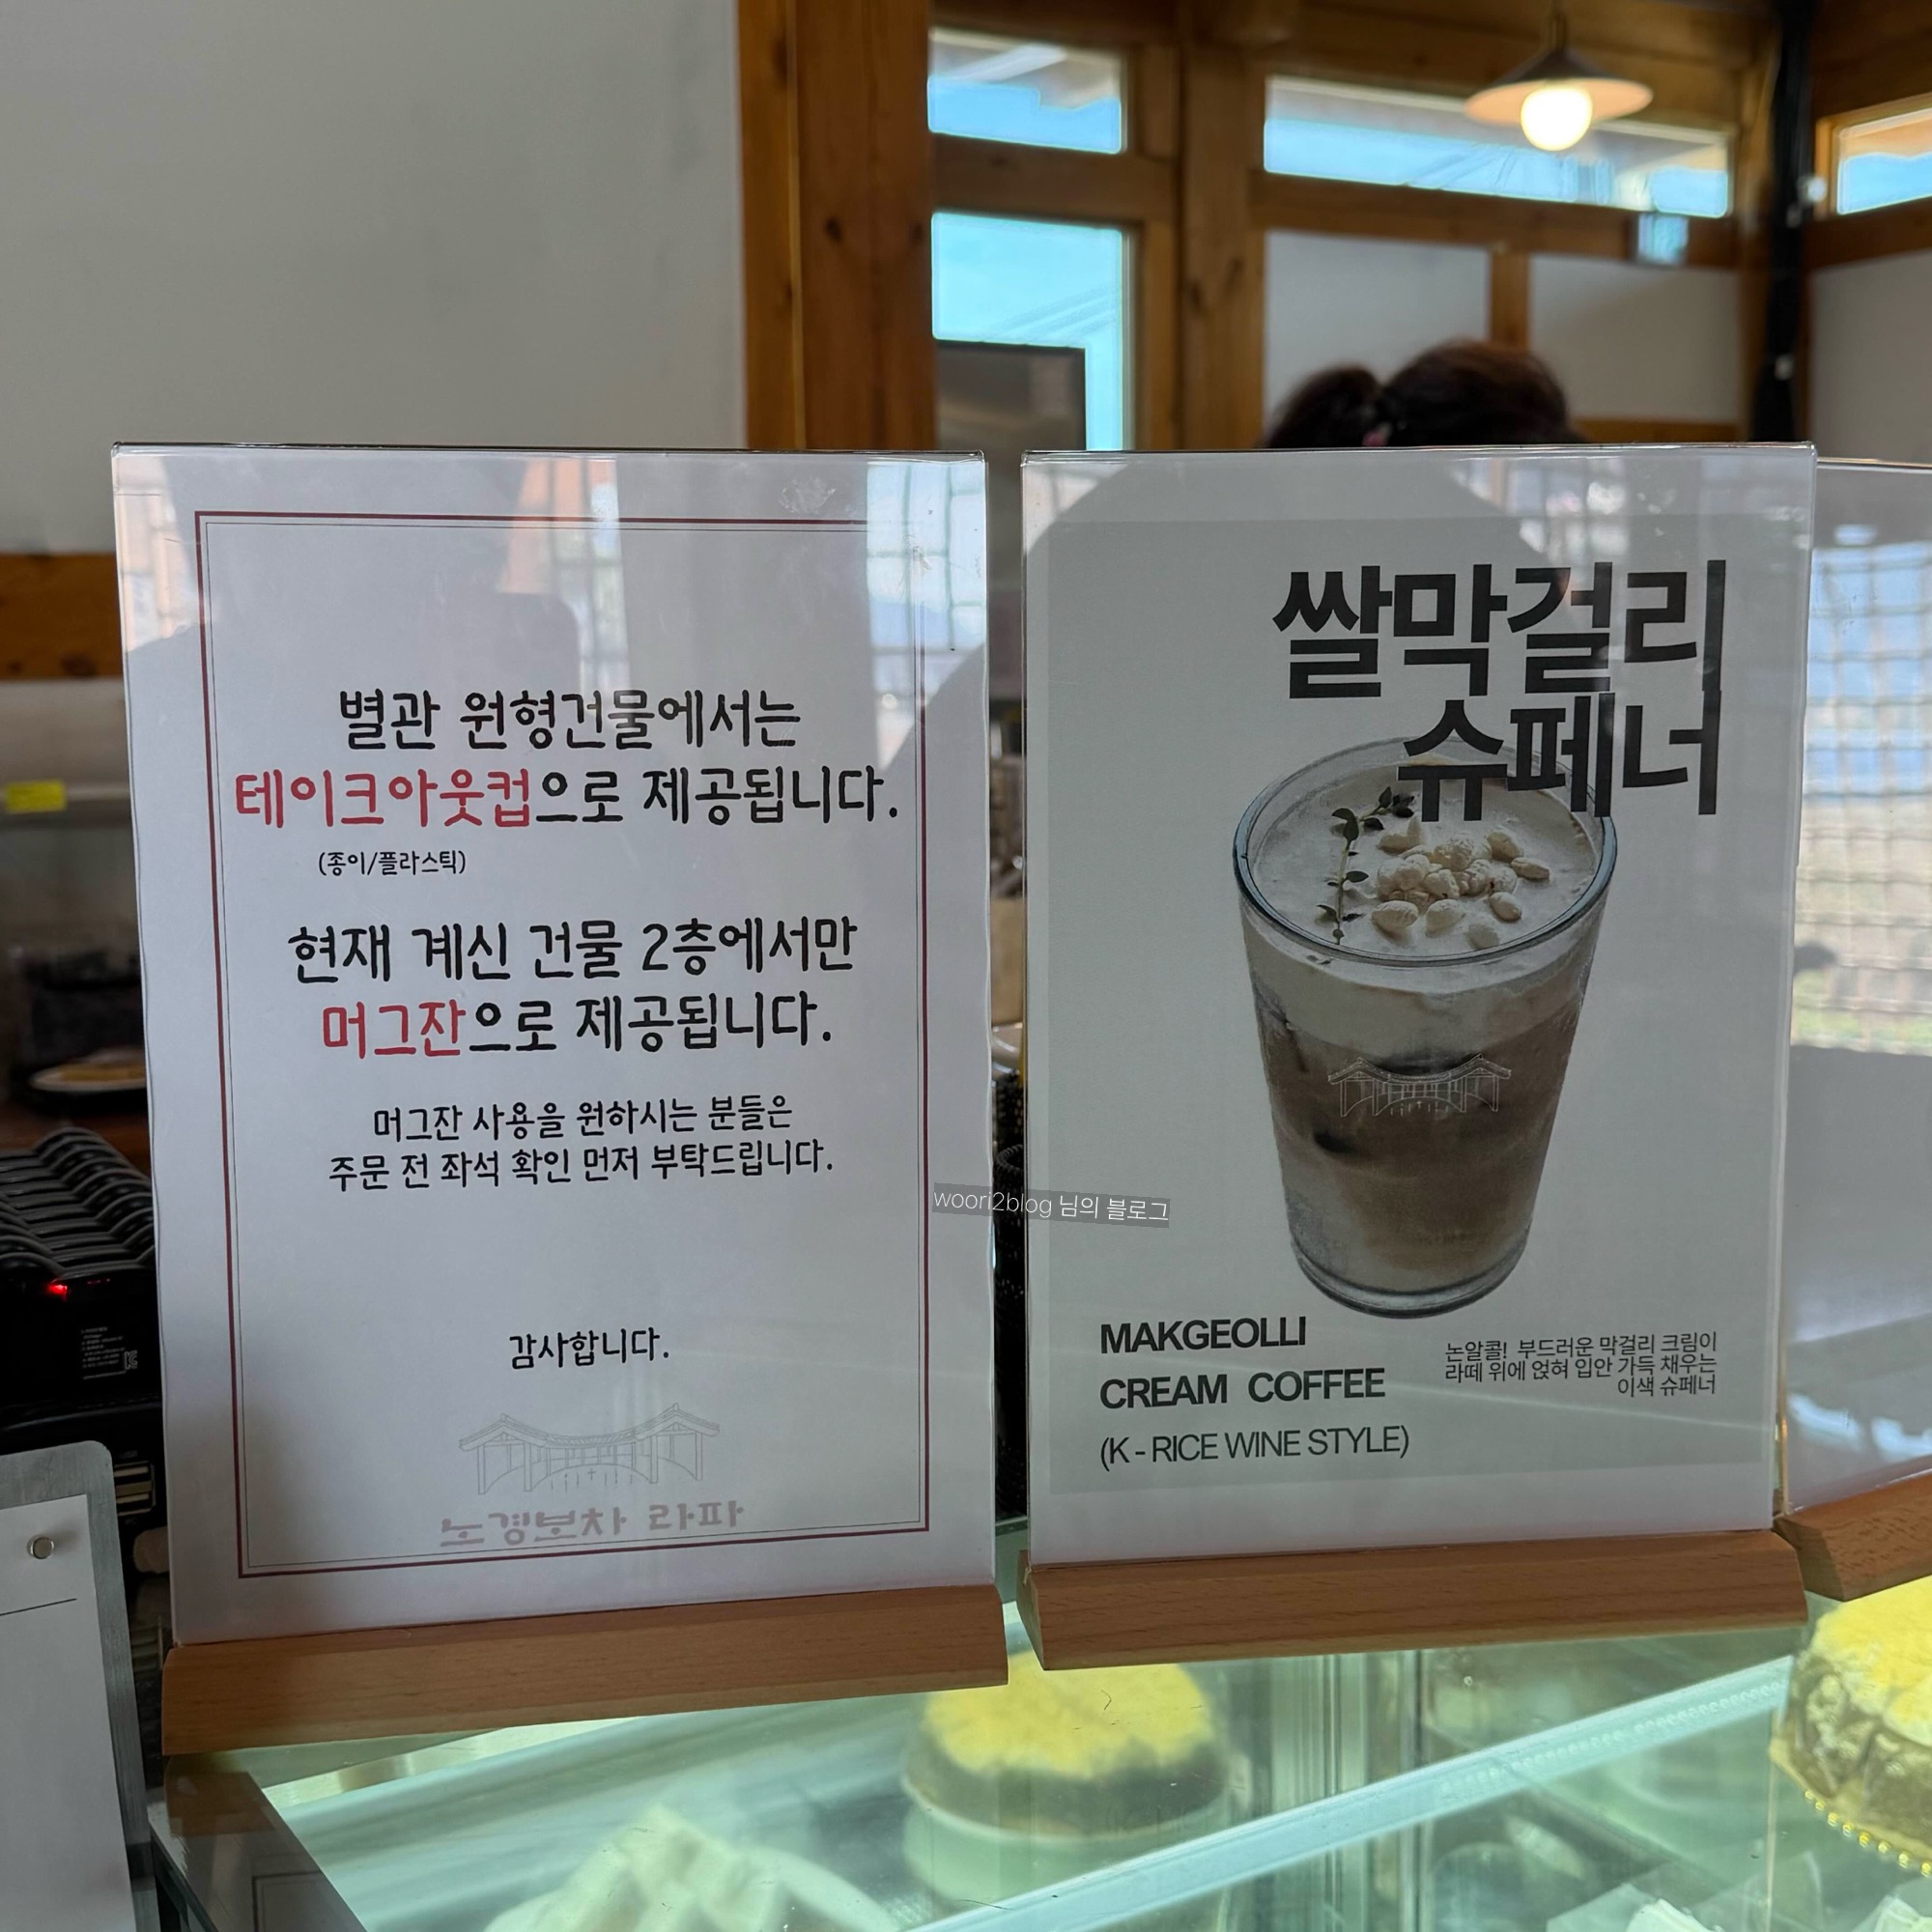 별관 원형건물에서는
테이크아웃컵으로 제공됩니다.
(종이/플라스틱)
현재 계신 건물 2층에서만
머그잔으로 제공됩니다.
머그잔 사용을 원하시는 분들은
주문 전 좌석 확인 먼저 부탁드립니다.
감사합니다.
쌀막걸리
슈페너
MAKGEOLLI
CREAM COFFEE
(K - RICE WINE STYLE)
논알콜! 부드러운 막걸리 크림이
라떼 위에 얹혀 입안 가득 채우는
이색 슈페너
woori2blog 님의 블로그